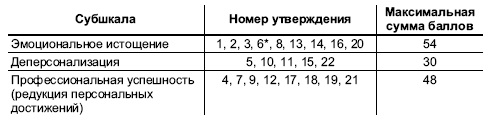 Субшкала Номер утверждения Максимальная сумма баллов
Эмоциональное истощение 1, 2, 3, 6*, 8, 13, 14, 16, 20 54
Деперсонализация 5, 10, 11, 15, 22 30
Профессиональная успешность 4, 7, 9, 12, 17, 18, 19, 21 48
(редукция персональных
достижений)